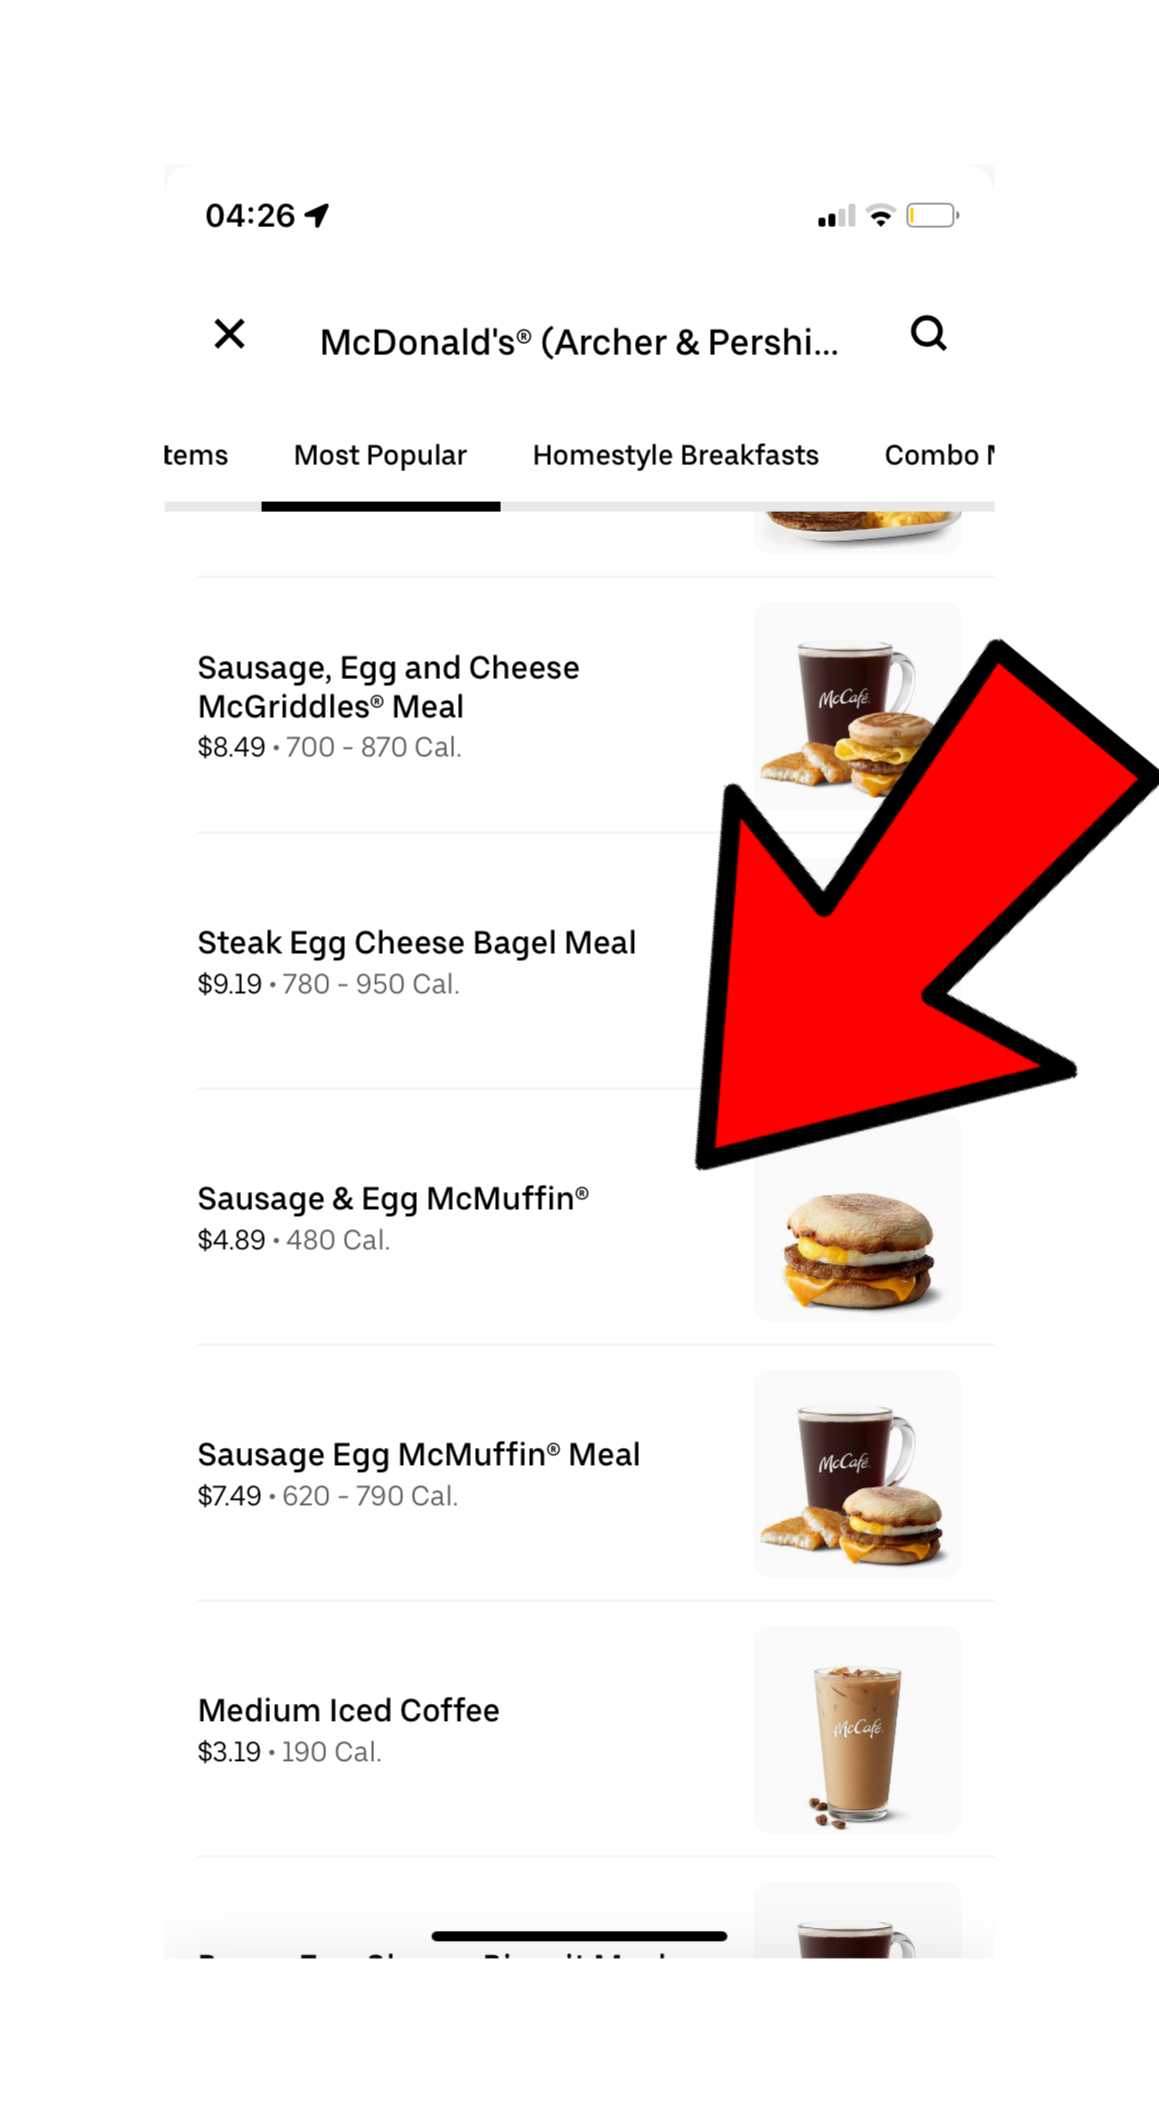 04:26
McDonald's® (Archer & Pershi...
tems Most Popular Homestyle Breakfasts Combo
Sausage, Egg and Cheese
McGriddles® Meal
$8.49 • 700 - 870 Cal.
McCafé.
Steak Egg Cheese Bagel Meal
$9.19 • 780 - 950 Cal.
Sausage & Egg McMuffin®
$4.89 • 480 Cal.
Sausage Egg McMuffin® Meal
$7.49 • 620 - 790 Cal.
McCafé.
Medium Iced Coffee
$3.19 • 190 Cal.
McCafé.